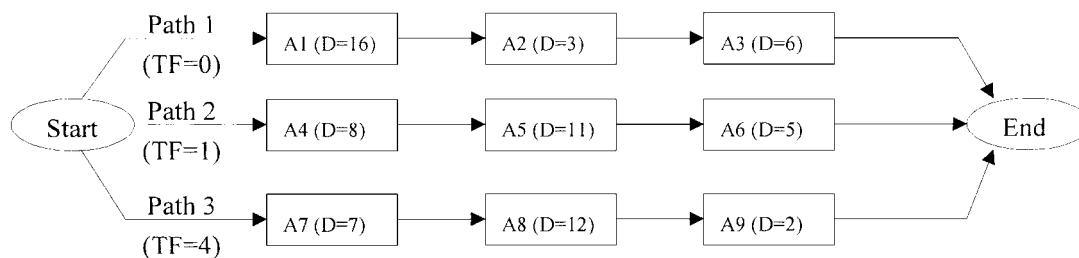 Path 1
(TF=0)
A1 (D=16)
A2 (D=3)
A3 (D=6)
Start
Path 2
(TF=1)
A4 (D=8)
A5 (D=11)
A6 (D=5)
End
Path 3
(TF=4)
A7 (D=7)
A8 (D=12)
A9 (D=2)